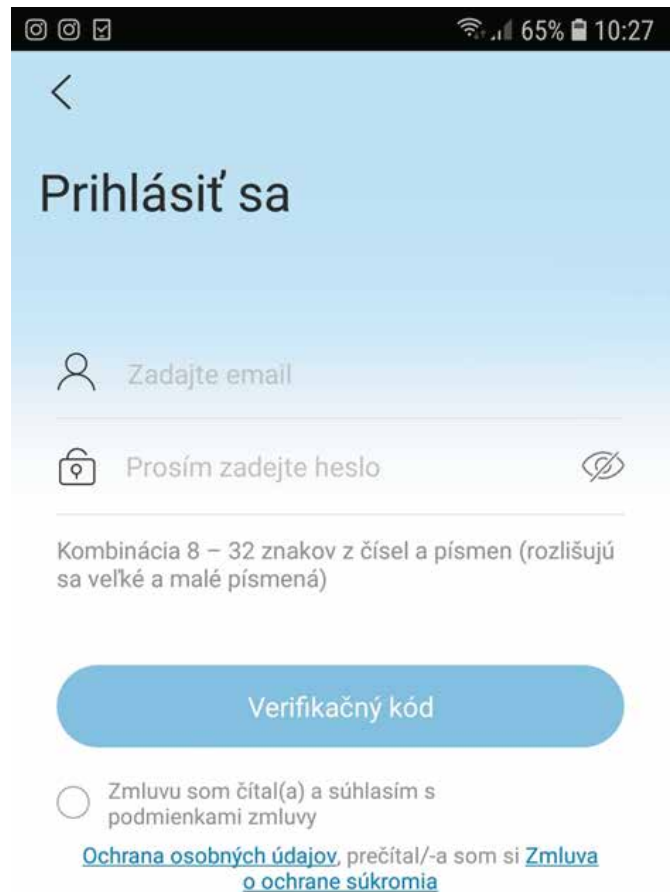 65% 10:27
Prihlásiť sa
Zadajte email
Prosím zadejte heslo
Kombinácia 8 – 32 znakov z čísel a písmen (rozlišujú
sa veľké a malé písmená)
Verifikačný kód
Zmluvu som čítal(a) a súhlasím s
podmienkami zmluvy
Ochrana osobných údajov, prečítal/-a som si Zmluva
o ochrane súkromia